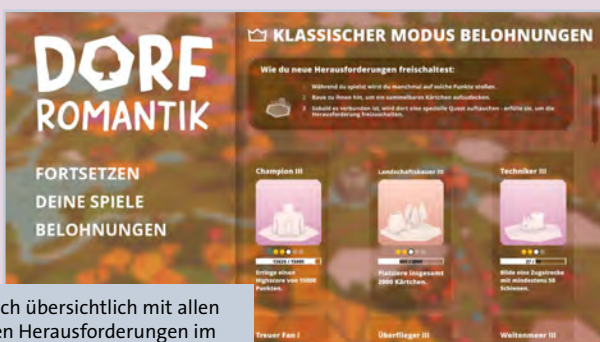 DORF
ROMANTIK
FORTSETZEN
DEINE SPIELE
BELOHNUNGEN
KLASSISCHER MODUS BELOHNUNGEN
Wie du neue Herausforderungen freischaltest:
1 Während du spielst wirst du manchmal auf solche Punkte stoßen.
2 Baue zu ihnen hin, um ein sammelbares Kärtchen aufzudecken.
3 Sobald es verbunden ist, wird dort eine spezielle Quest auftauchen - erfülle sie, um die
Herausforderung freizuschalten.
Champion III
Erringe einen
Highscore von 15000
Punkten.
Landschaftsbauer III
Platziere insgesamt
2000 Kärtchen.
Techniker III
Bilde eine Zugstrecke
mit mindestens 50
Schienen.
Treuer Fan I
Überflieger III
Weltenmeer III
ch übersichtlich mit allen
en Herausforderungen im